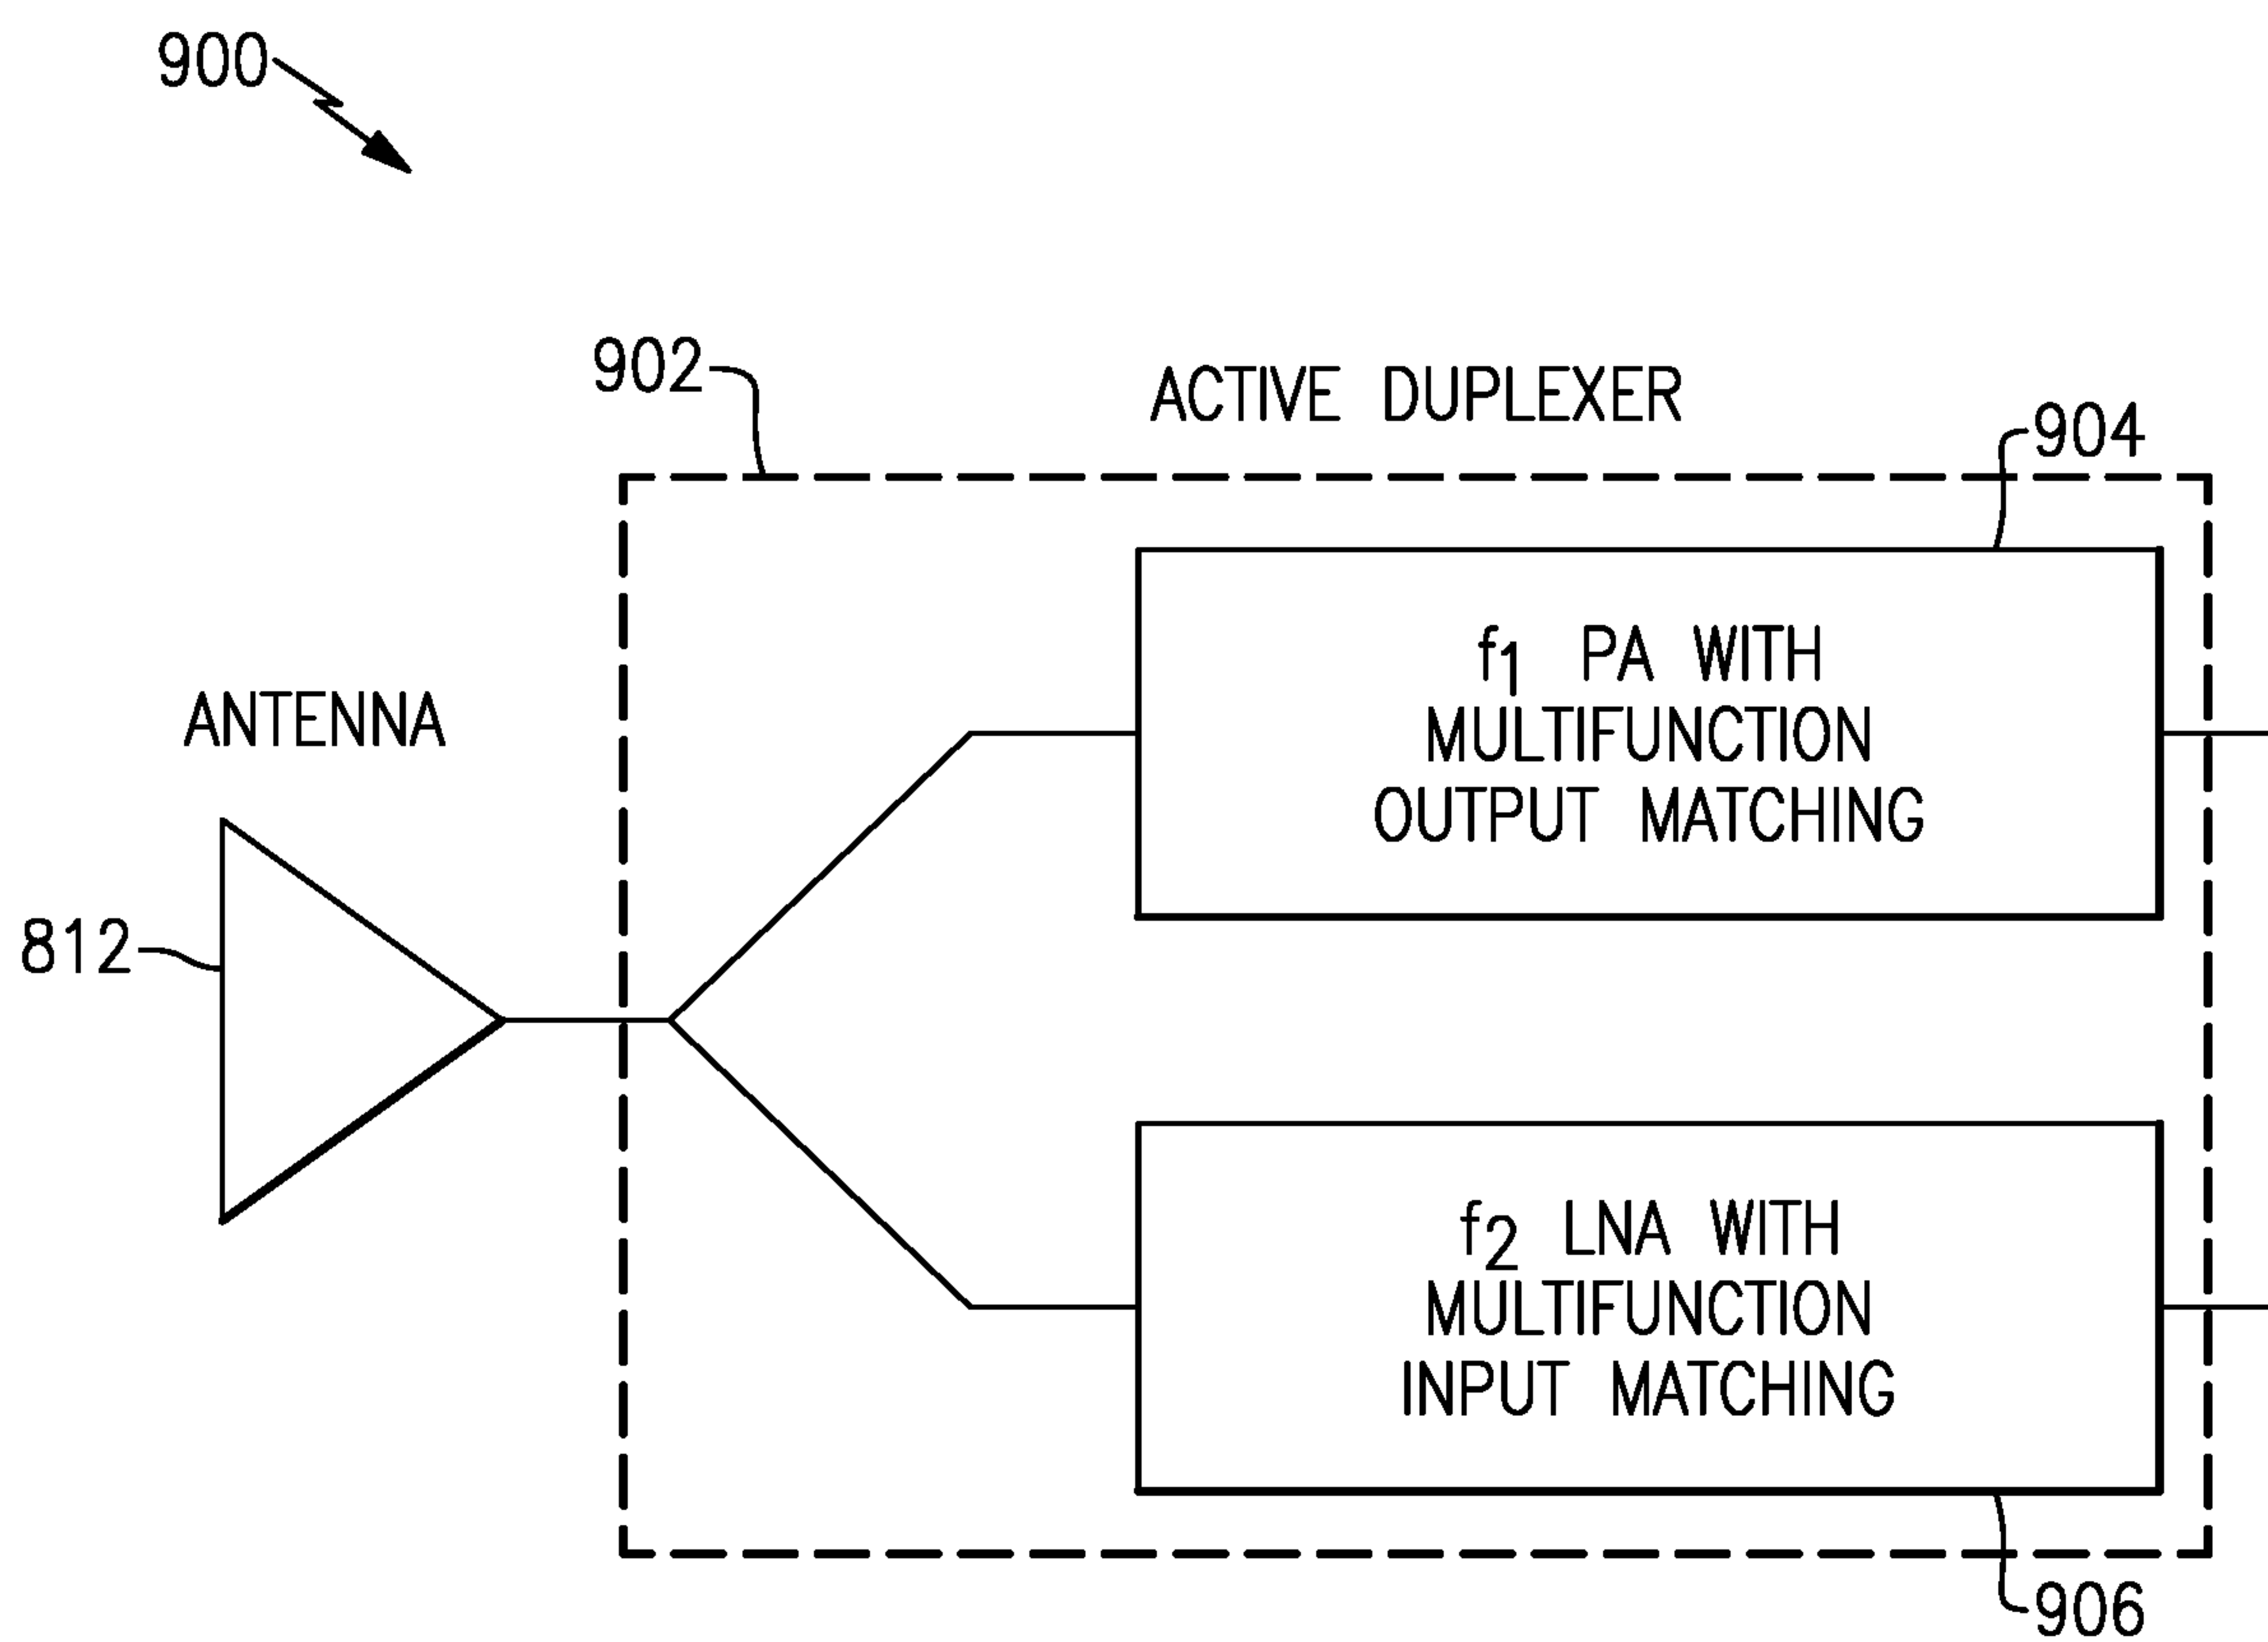 900
902
ACTIVE DUPLEXER
904
f1 PA WITH
MULTIFUNCTION
OUTPUT MATCHING
ANTENNA
812
f2 LNA WITH
MULTIFUNCTION
INPUT MATCHING
906